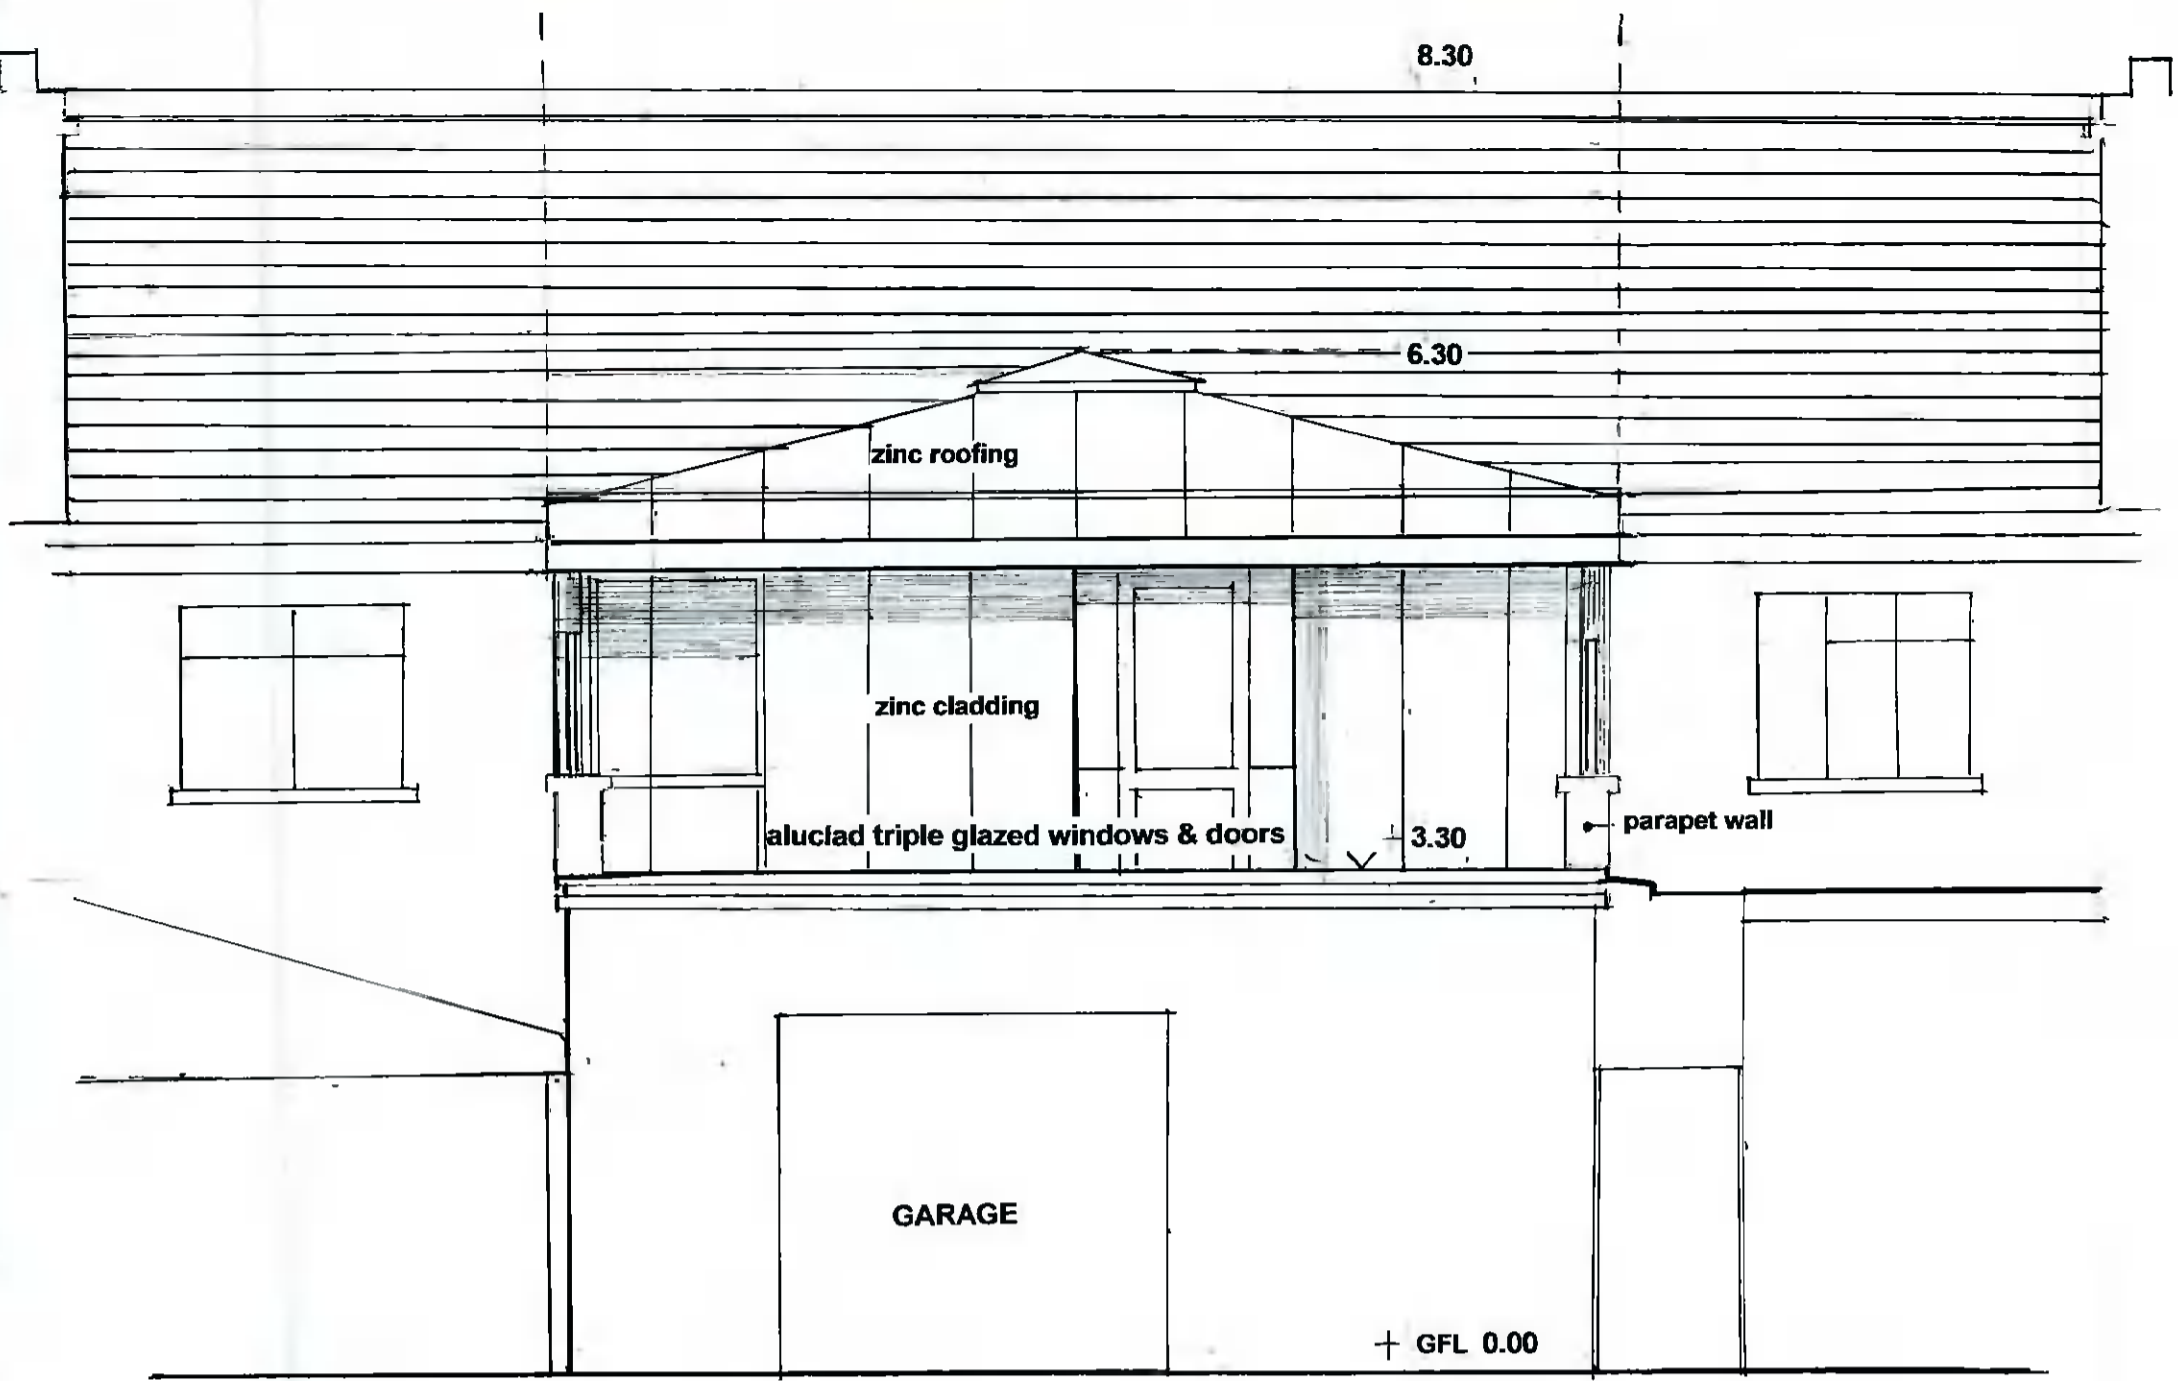 8.30
6.30
zinc roofing
zinc cladding
aluclad triple glazed windows & doors
3.30
parapet wall
GARAGE
GFL 0.00